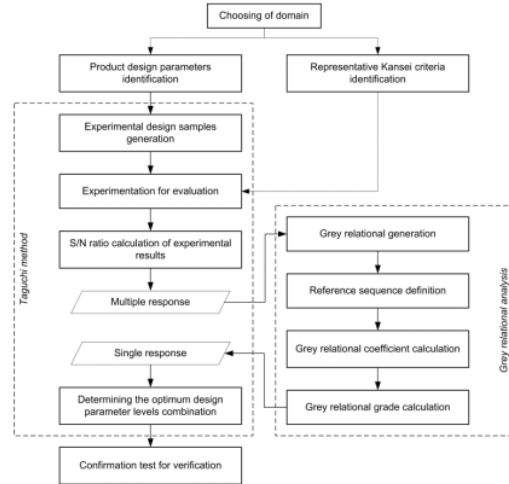 Choosing of domain
Product design parameters
identification
Representative Kansei criteria
identification
Experimental design samples
generation
Experimentation for evaluation
S/N ratio calculation of experimental
results
Multiple response
Single response
Determining the optimum design
parameter levels combination
Confirmation test for verification
Taguchi method
Grey relational generation
Reference sequence definition
Grey relational coefficient calculation
Grey relational grade calculation
Grey relational analysis